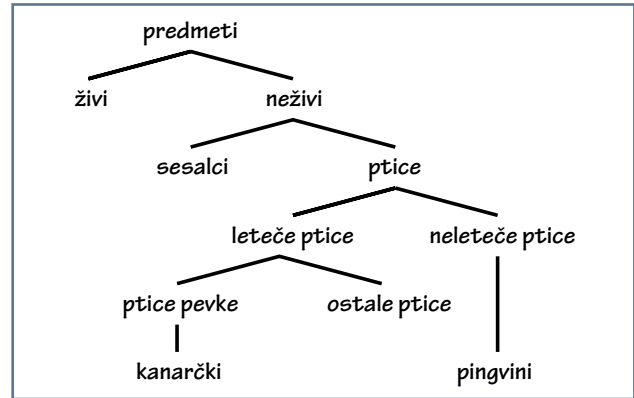 predmeti
živi neživi
sesalci ptice
leteče ptice neleteče ptice
ptice pevke ostale ptice
kanarčki pingvini